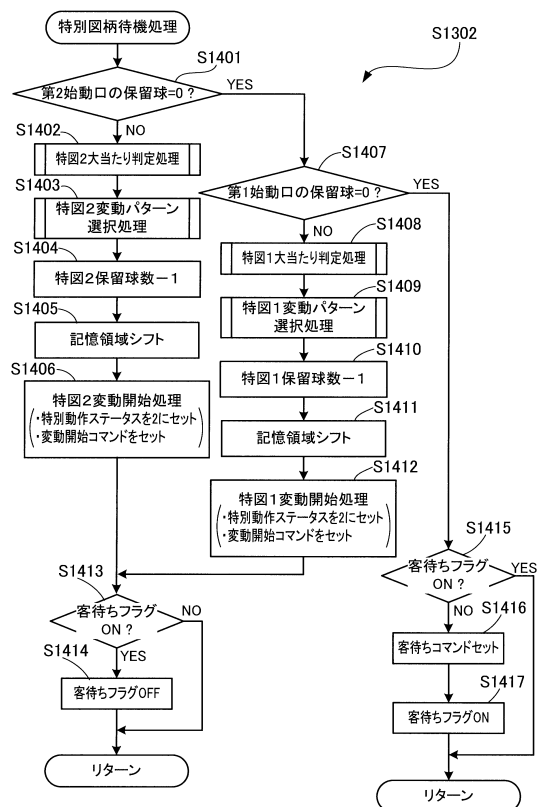 特別図柄待機処理
S1302
S1401
第2始動口の保留球=0?
YES
NO
S1402
特図2大当たり判定処理
S1403
特図2変動パターン
選択処理
S1404
特図2保留球数−1
S1405
記憶領域シフト
S1406
特図2変動開始処理
・特別動作ステータスを2にセット
・変動開始コマンドをセット
S1407
第1始動口の保留球=0?
YES
NO
S1408
特図1大当たり判定処理
S1409
特図1変動パターン
選択処理
S1410
特図1保留球数−1
S1411
記憶領域シフト
S1412
特図1変動開始処理
・特別動作ステータスを2にセット
・変動開始コマンドをセット
S1413
客待ちフラグ
ON?
NO
YES
S1414
客待ちフラグOFF
リターン
S1415
客待ちフラグ
ON?
YES
NO
S1416
客待ちコマンドセット
S1417
客待ちフラグON
リターン